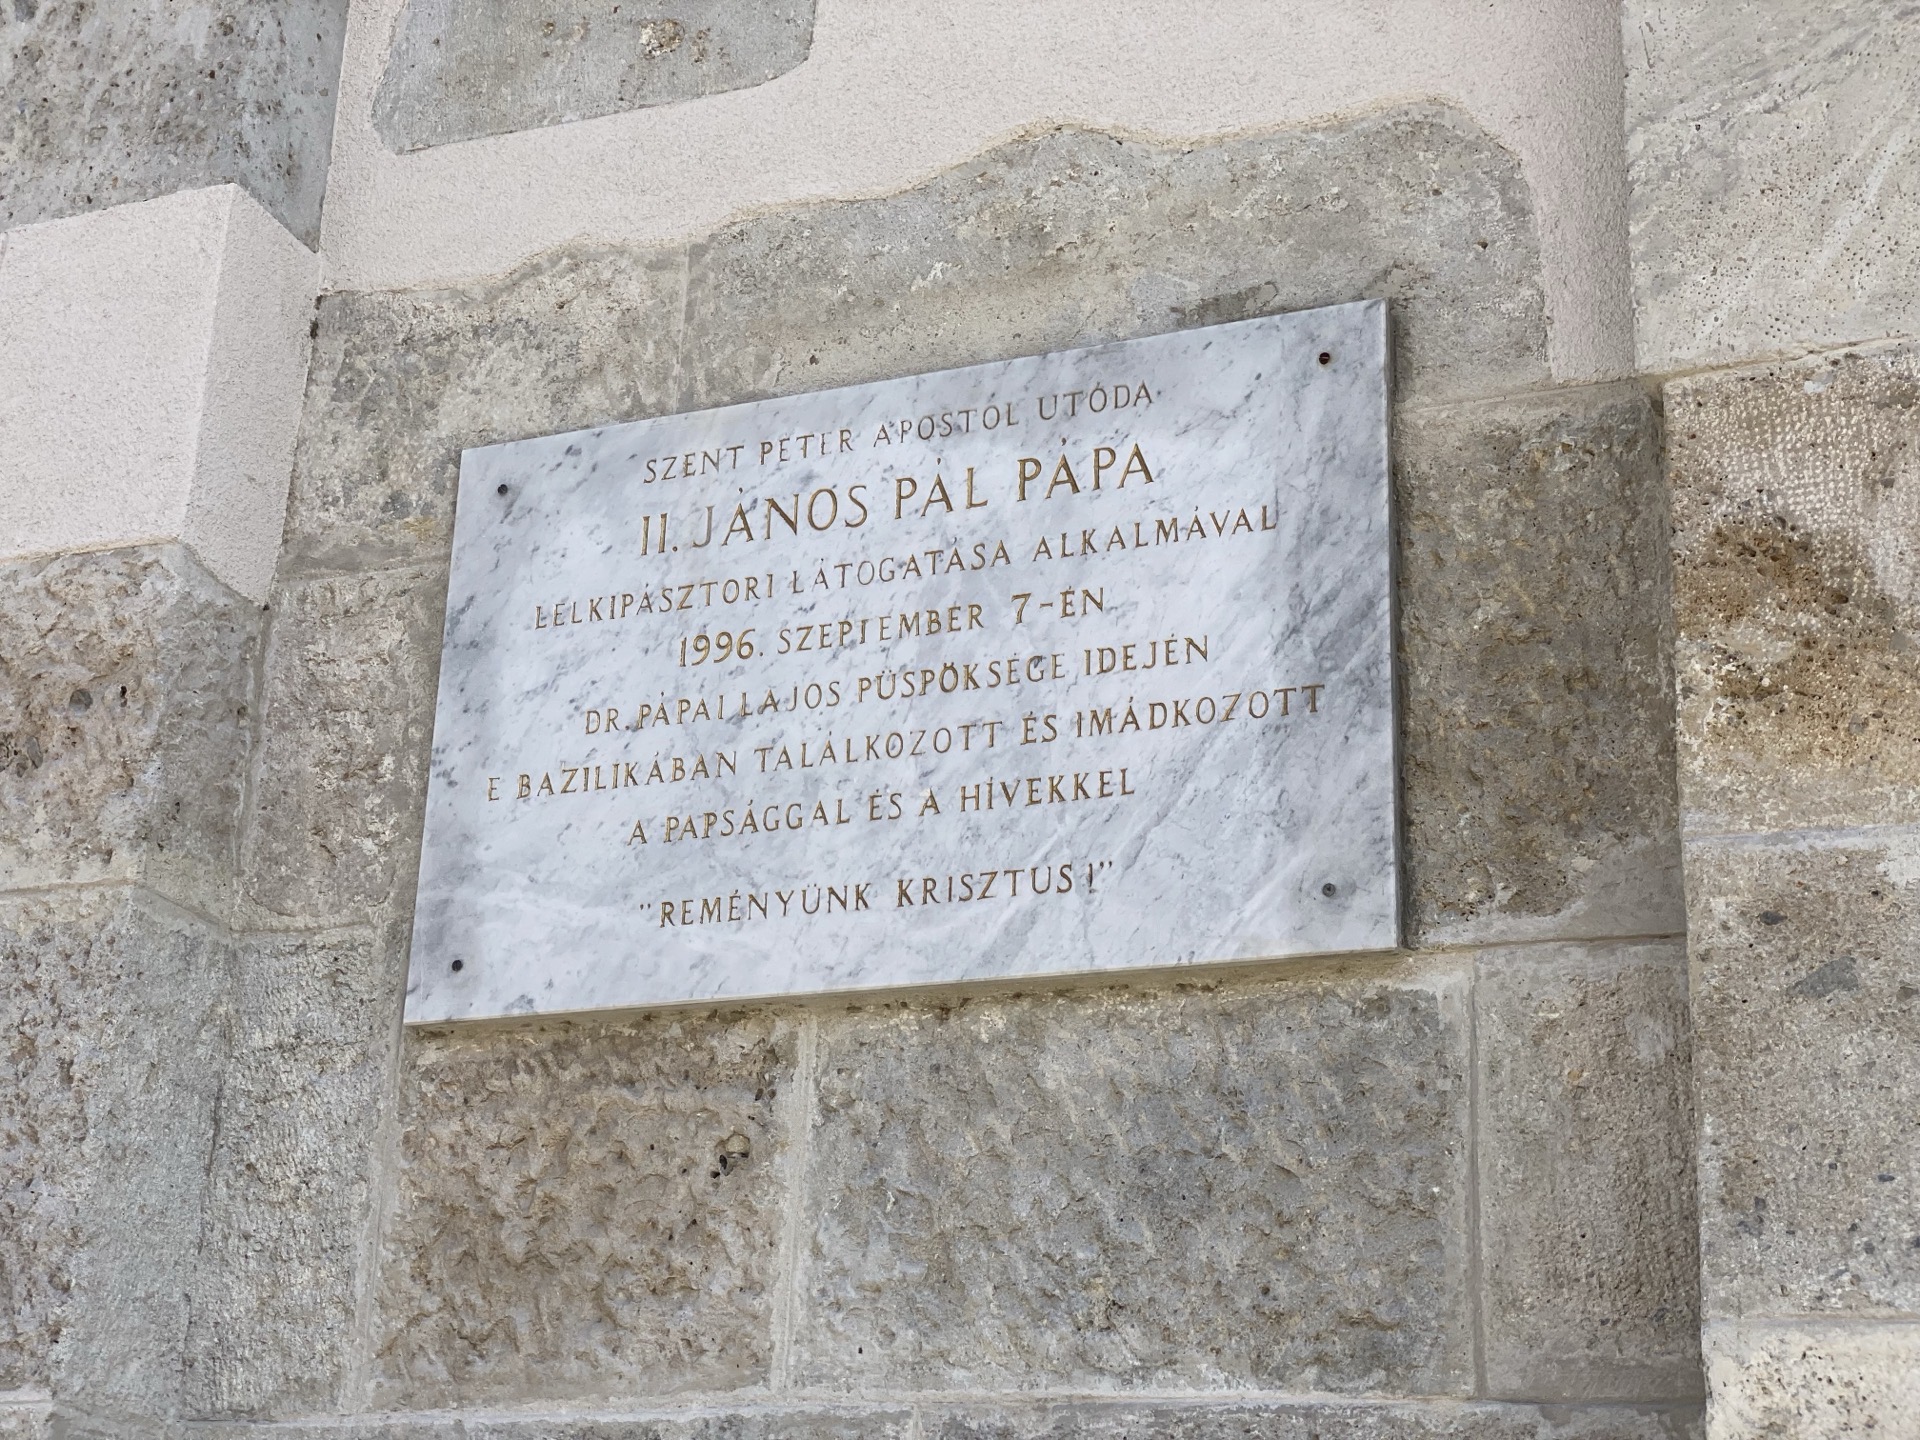 SZENT PÉTER APOSTOL UTÓDA
II. JÁNOS PÁL PÁPA
LELKIPÁSZTORI LÁTOGATÁSA ALKALMÁVAL
1996. SZEPTEMBER 7-ÉN
DR. PÁPAI LAJOS PÜSPÖKSÉGE IDEJÉN
E BAZILIKÁBAN TALÁLKOZOTT ÉS IMÁDKOZOTT
A PAPSÁGGAL ÉS A HÍVEKKEL
"REMÉNYÜNK KRISZTUS!"